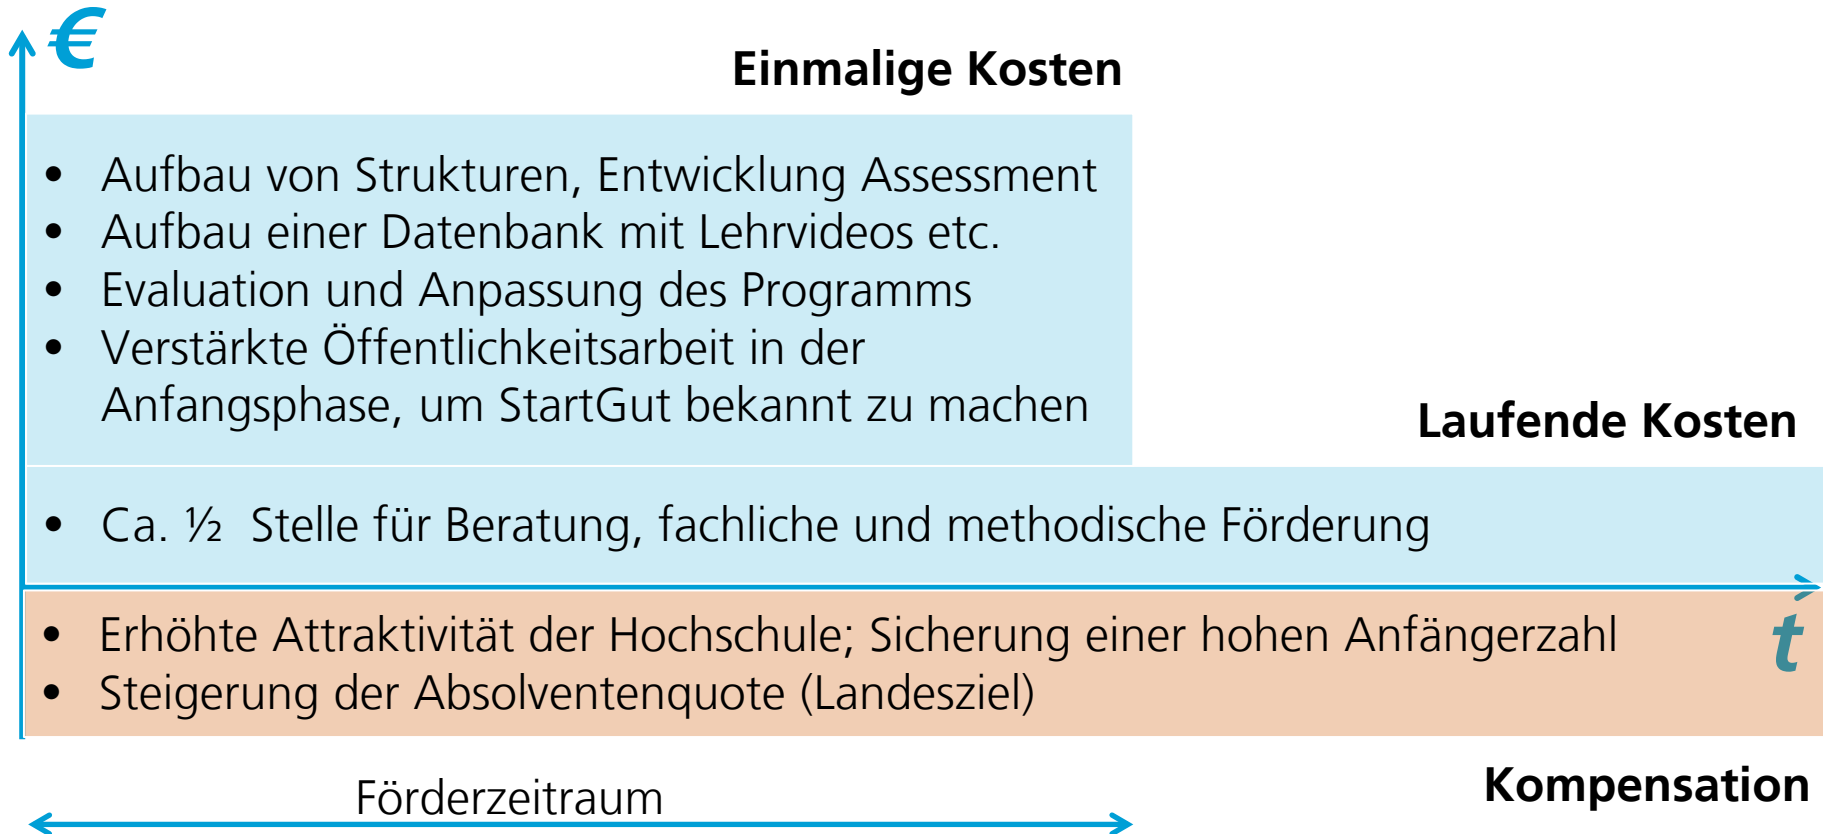 €
Einmalige Kosten
• Aufbau von Strukturen, Entwicklung Assessment
• Aufbau einer Datenbank mit Lehrvideos etc.
• Evaluation und Anpassung des Programms
• Verstärkte Öffentlichkeitsarbeit in der
Anfangsphase, um StartGut bekannt zu machen
Laufende Kosten
• Ca. ½ Stelle für Beratung, fachliche und methodische Förderung
• Erhöhte Attraktivität der Hochschule; Sicherung einer hohen Anfängerzahl
t
• Steigerung der Absolventenquote (Landesziel)
Kompensation
Förderzeitraum